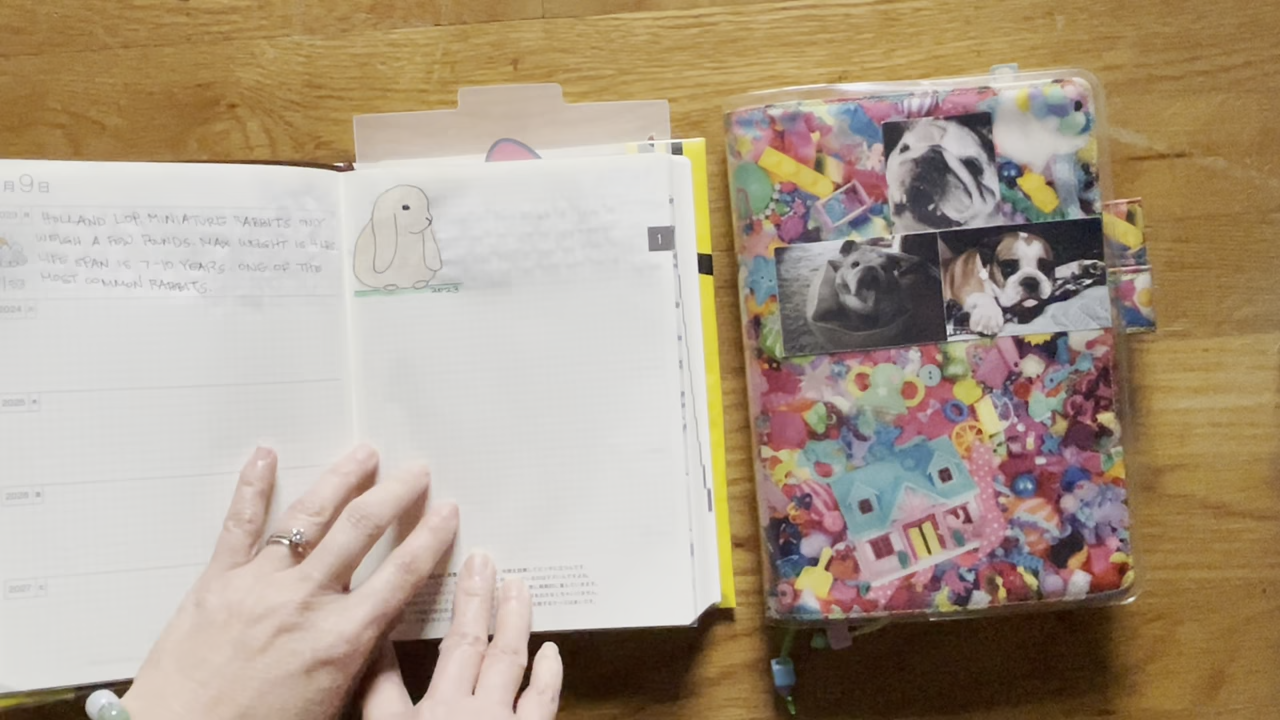 月9日
HOLLAND LOP MINIATURE RABBITS ONLY
WEIGH A FEW POUNDS. MAX WEIGHT IS 4 LBS.
LIFE SPAN IS 7-10 YEARS. ONE OF THE
MOST COMMON RABBITS.
2023
1
2024
2025
2026
2027